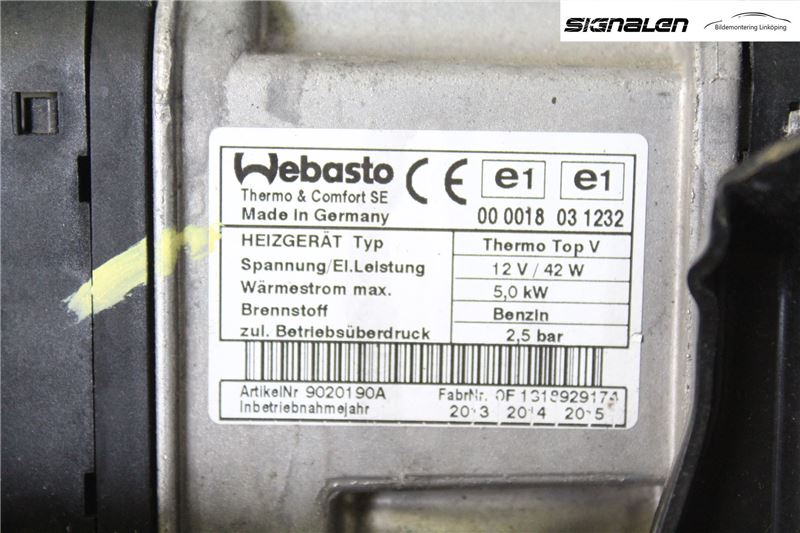 SIGNALEN
Bildemontering Linköping
Webasto
Thermo & Comfort SE
Made in Germany
CE e1 e1
00 0018 03 1232
HEIZGERÄT Typ Thermo Top V
Spannung/El.Leistung 12 V / 42 W
Wärmestrom max. 5,0 kW
Brennstoff Benzin
zul. Betriebsüberdruck 2,5 bar
ArtikelNr 9020190A FabrNr.
Inbetriebnahmejahr 2013 2014 2015